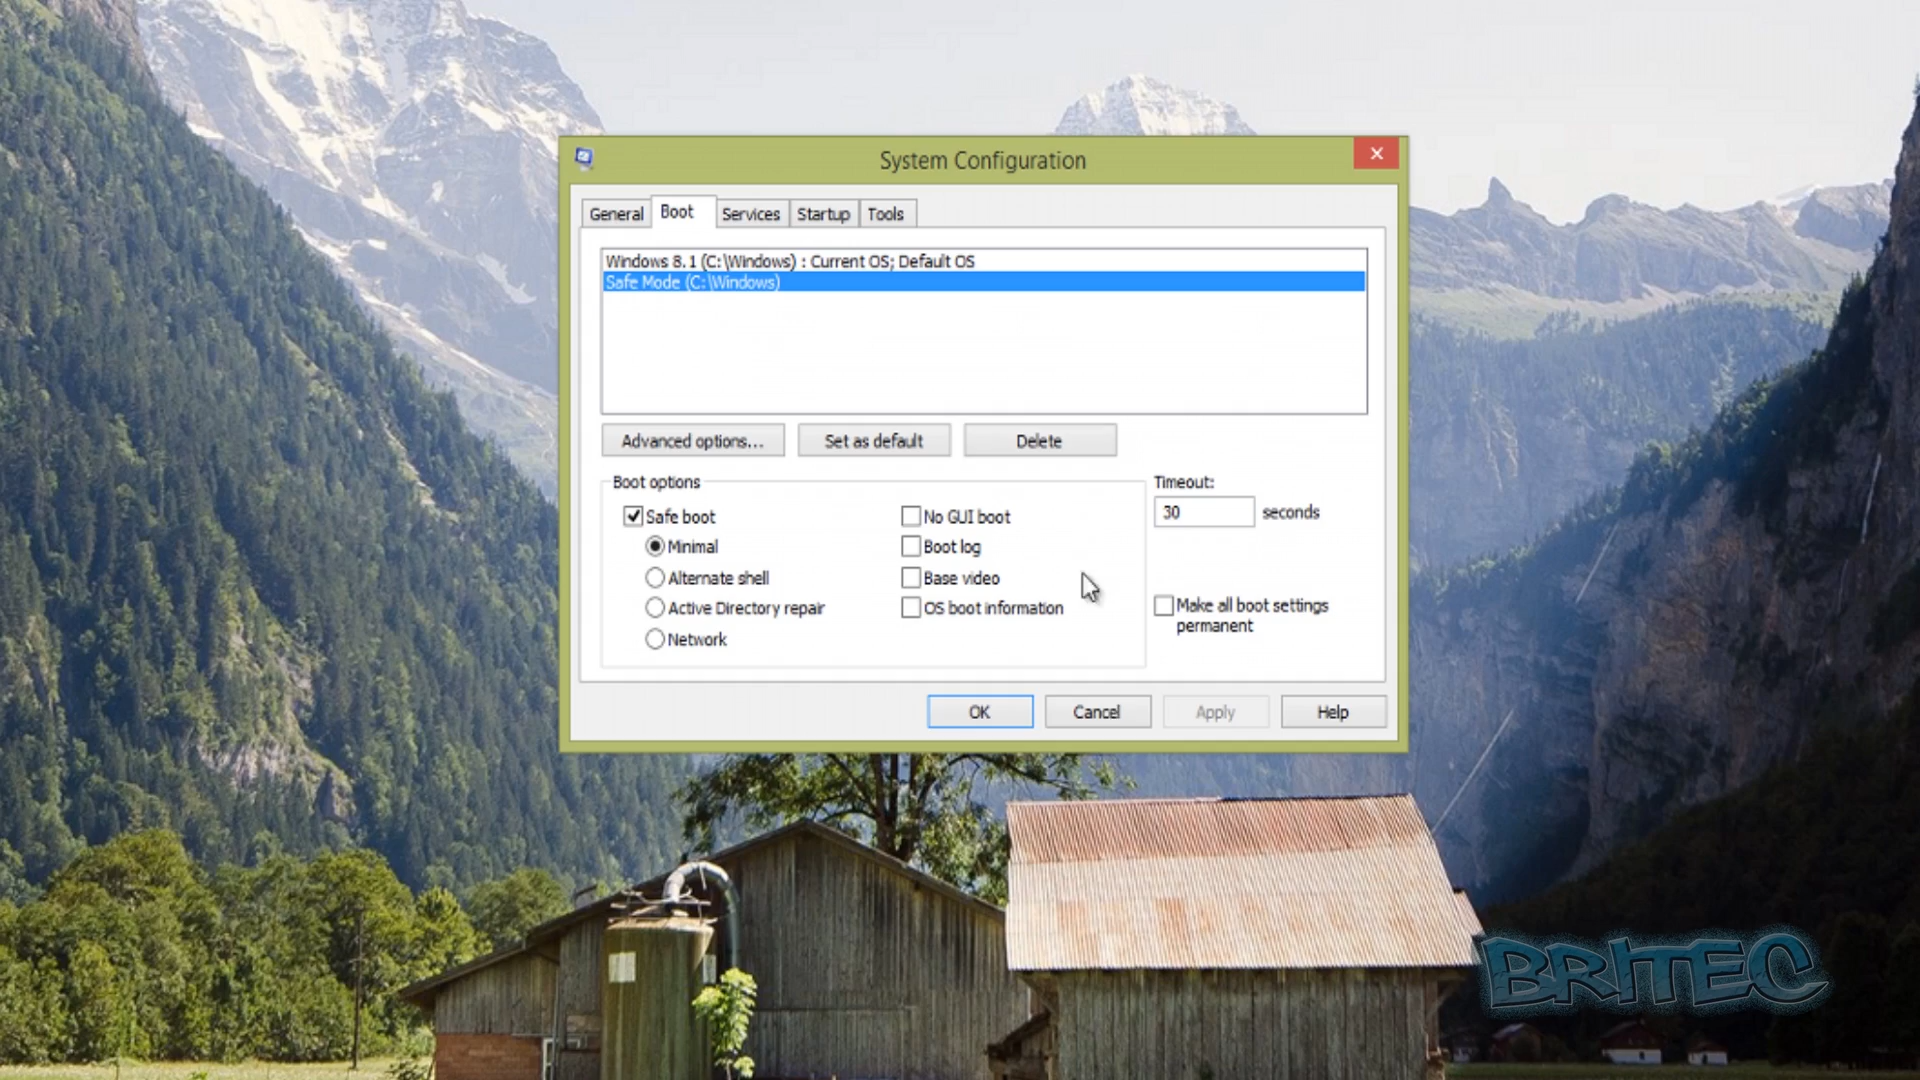 System Configuration
General Boot Services Startup Tools
Windows 8.1 (C:\Windows) : Current OS; Default OS
Safe Mode (C:\Windows)
Advanced options... Set as default Delete
Boot options
Timeout:
Safe boot
No GUI boot
30 seconds
Minimal
Boot log
Alternate shell
Base video
Active Directory repair
OS boot information
Make all boot settings
permanent
Network
OK Cancel Apply Help
BRITEC